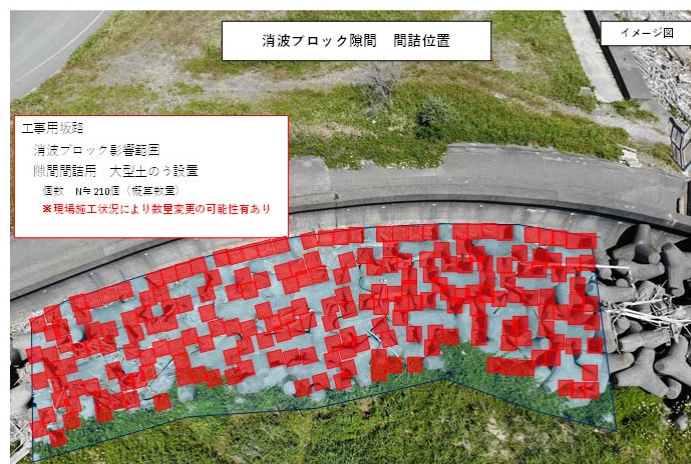 消波ブロック隙間　間詰位置
イメージ図
工事用坂路
消波ブロック影響範囲
隙間間詰用　大型土のう設置
個数　N≒210個（概算数量）
※現場施工状況により数量変更の可能性有あり